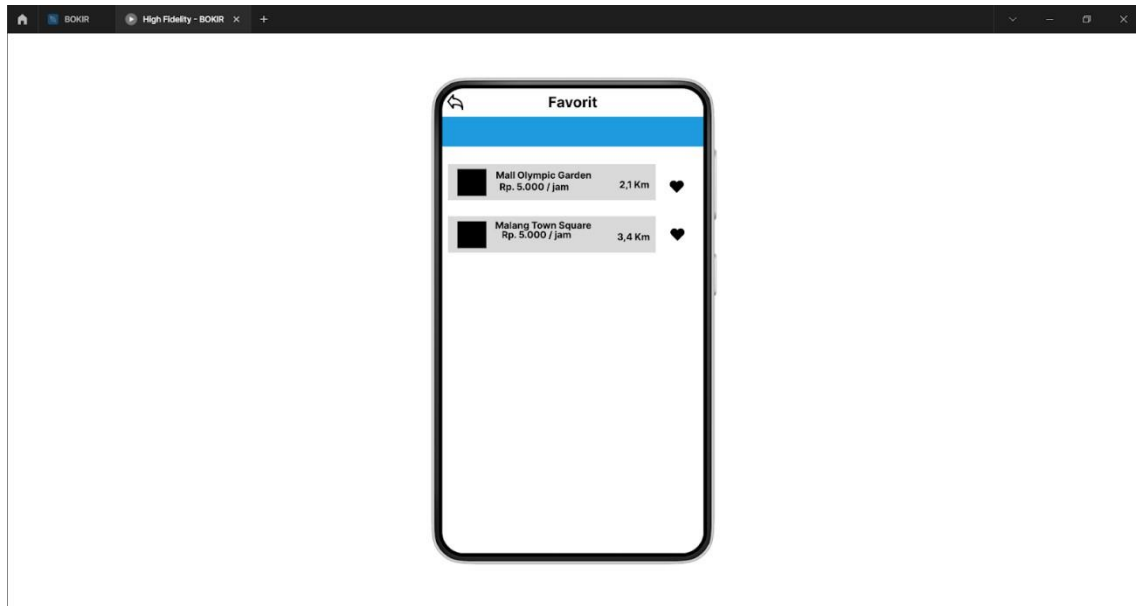 BOKIR
High Fidelity - BOKIR
Favorit
Mall Olympic Garden
Rp. 5.000 / jam
2,1 Km
Malang Town Square
Rp. 5.000 / jam
3,4 Km